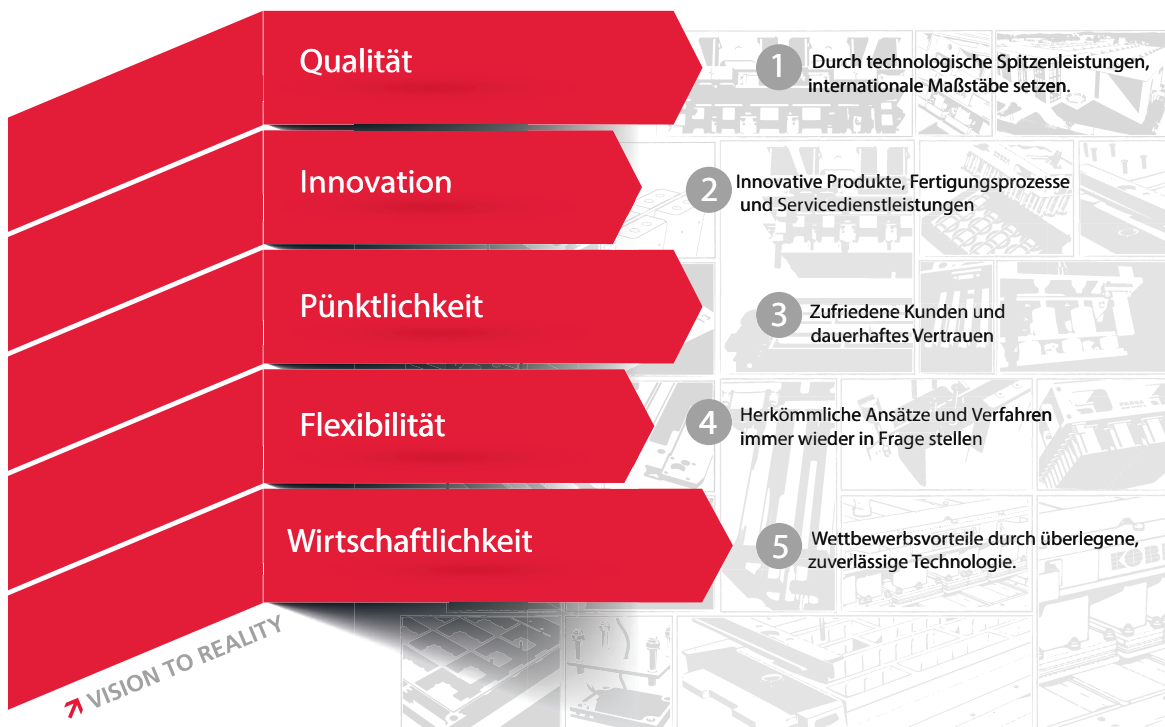 Qualität
1
Durch technologische Spitzenleistungen,
internationale Maßstäbe setzen.
Innovation
2
Innovative Produkte, Fertigungsprozesse
und Servicedienstleistungen
Pünktlichkeit
3
Zufriedene Kunden und
dauerhaftes Vertrauen
Flexibilität
4
Herkömmliche Ansätze und Verfahren
immer wieder in Frage stellen
Wirtschaftlichkeit
5
Wettbewerbsvorteile durch überlegene,
zuverlässige Technologie.
VISION TO REALITY